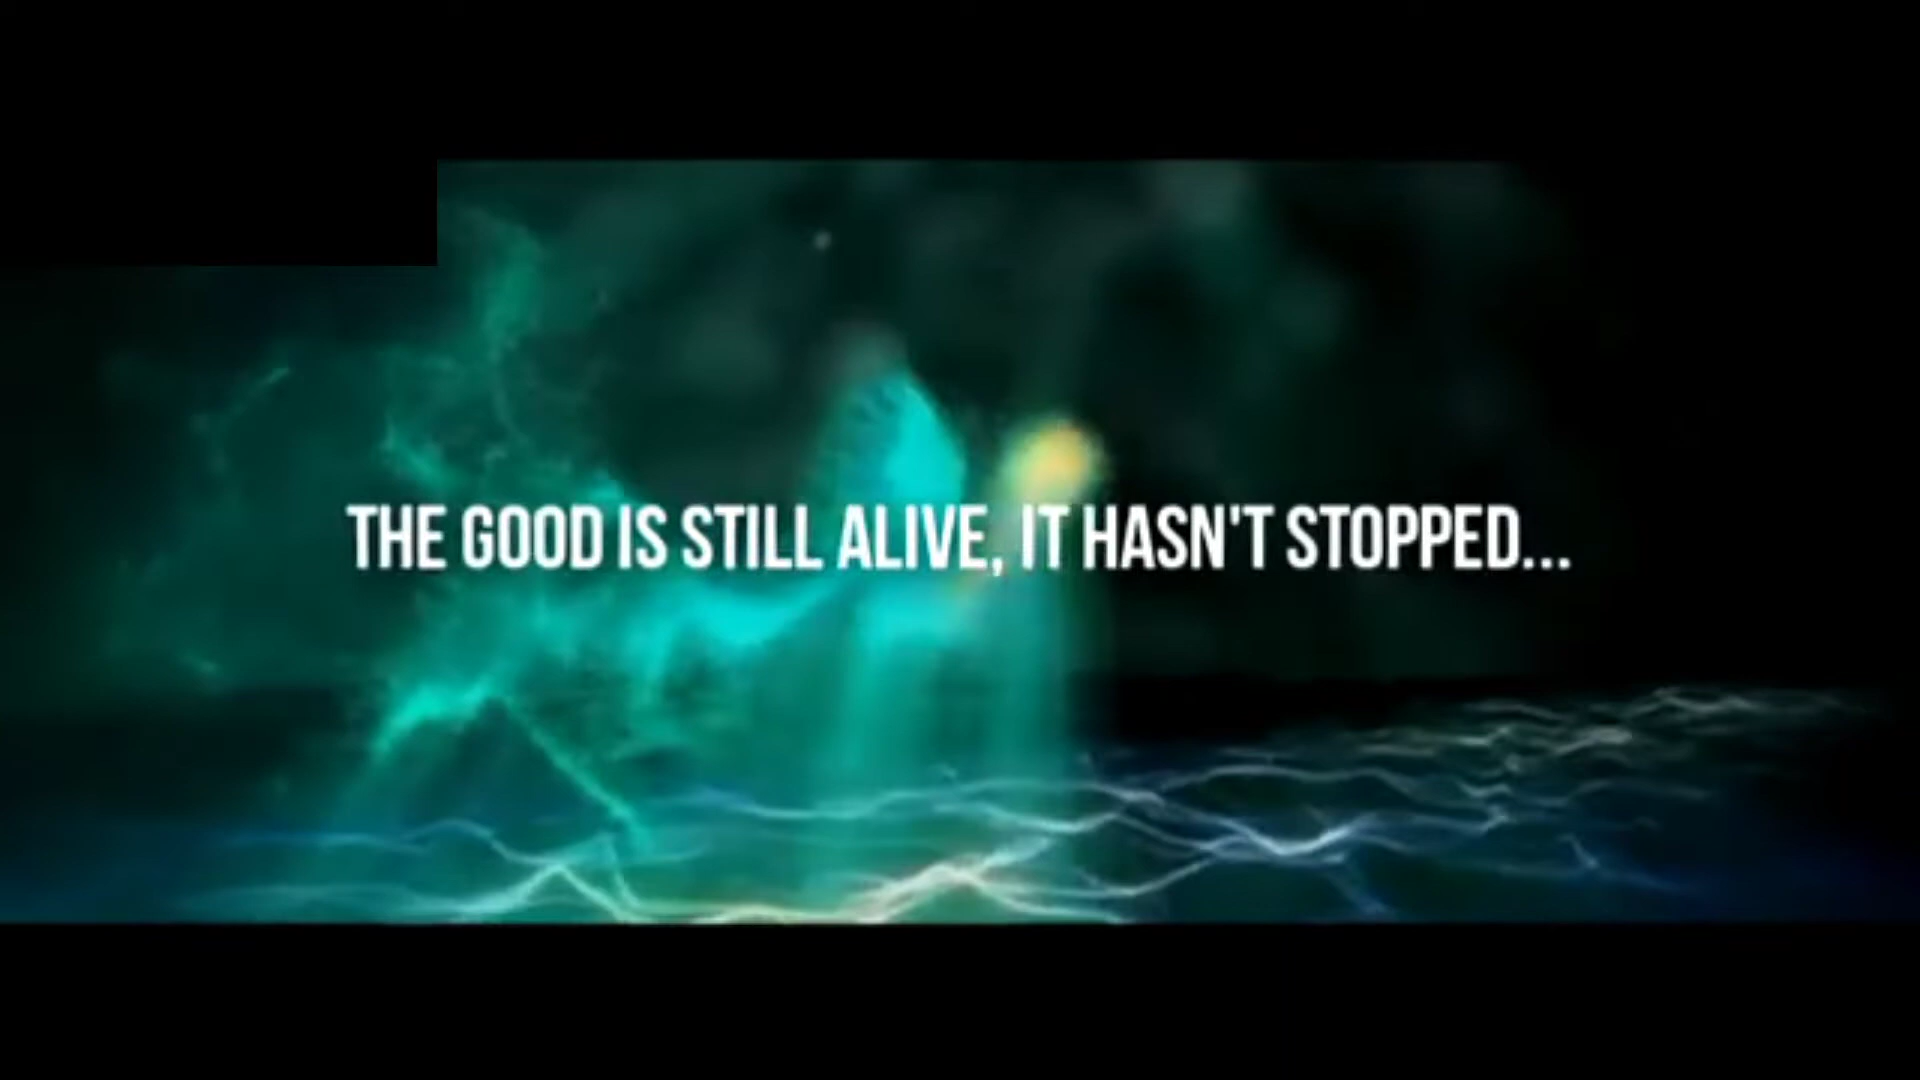 THE GOOD IS STILL ALIVE, IT HASN'T STOPPED...